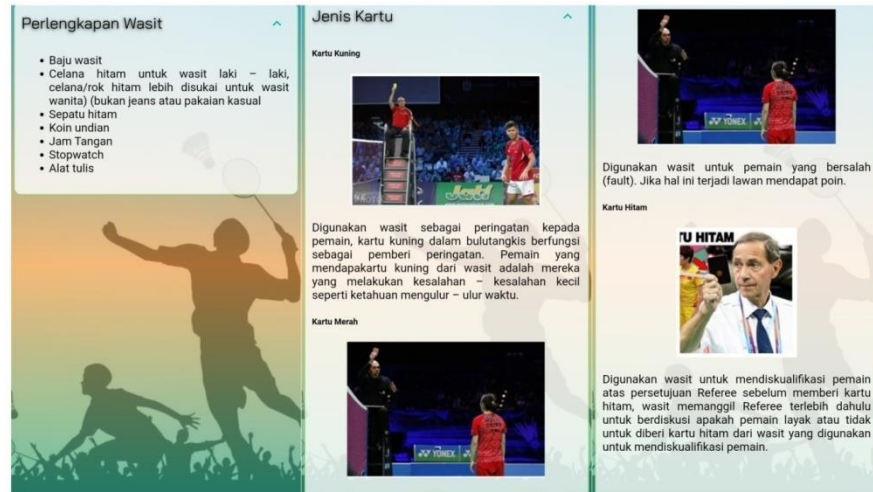 Perlengkapan Wasit
• Baju wasit
• Celana hitam untuk wasit laki – laki,
celana/rok hitam lebih disukai untuk wasit
wanita) (bukan jeans atau pakaian kasual
• Sepatu hitam
• Koin undian
• Jam Tangan
• Stopwatch
• Alat tulis
Jenis Kartu
Kartu Kuning
Digunakan wasit sebagai peringatan kepada
pemain, kartu kuning dalam bulutangkis berfungsi
sebagai pemberi peringatan. Pemain yang
mendapakartu kuning dari wasit adalah mereka
yang melakukan kesalahan – kesalahan kecil
seperti ketahuan mengulur – ulur waktu.
Kartu Merah
YONEX
YONEX
Digunakan wasit untuk pemain yang bersalah
(fault). Jika hal ini terjadi lawan mendapat poin.
Kartu Hitam
TU HITAM
Digunakan wasit untuk mendiskualifikasi pemain
atas persetujuan Referee sebelum memberi kartu
hitam, wasit memanggil Referee terlebih dahulu
untuk berdiskusi apakah pemain layak atau tidak
untuk diberi kartu hitam dari wasit yang digunakan
untuk mendiskualifikasi pemain.